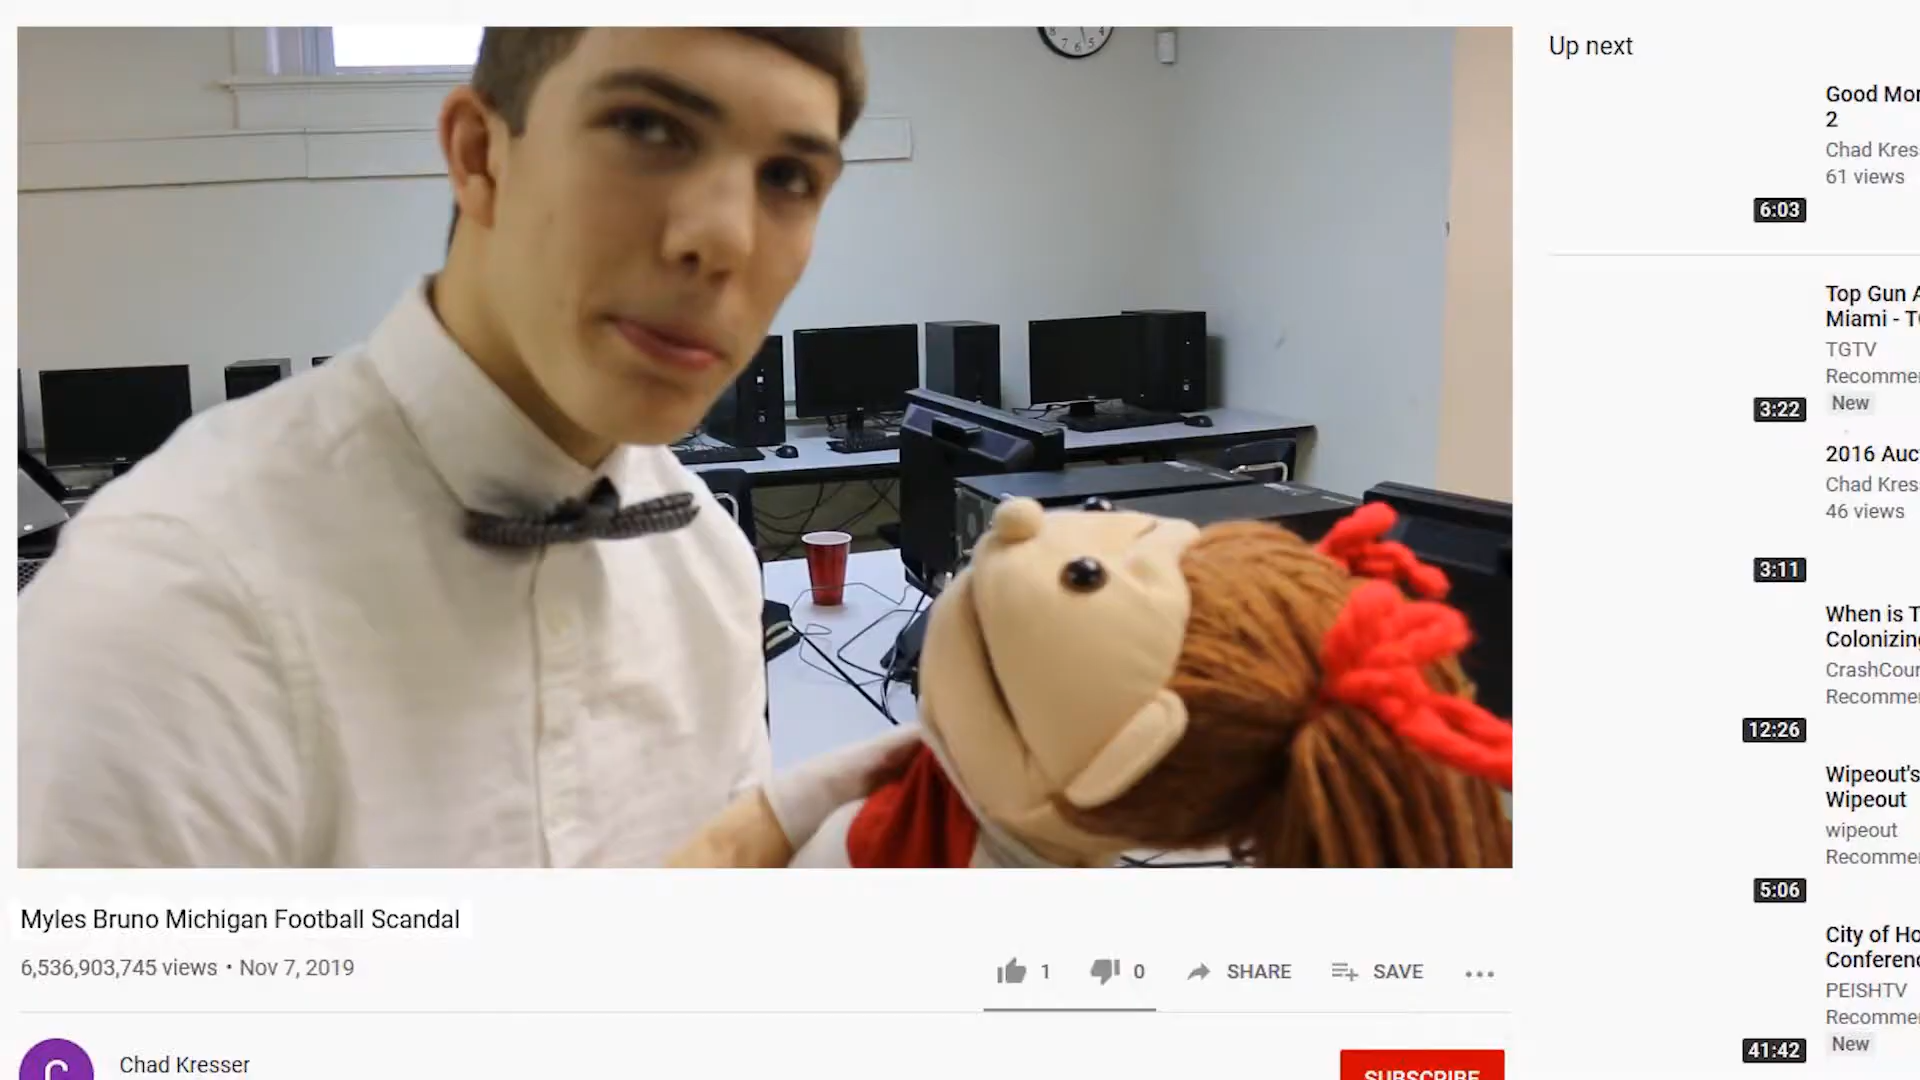 Up next
Good Mor
2
Chad Kres
61 views
6:03
Top Gun A
Miami - T
TGTV
Recomme
3:22
New
2016 Auc
Chad Kres
46 views
3:11
When is T
Colonizing
CrashCour
Recomme
12:26
Wipeout's
Wipeout
wipeout
Recomme
5:06
City of Ho
Conferenc
PEISHTV
Recomme
41:42
New
Myles Bruno Michigan Football Scandal
6,536,903,745 views • Nov 7, 2019
1 0 SHARE SAVE
C Chad Kresser
SUBSCRIBE